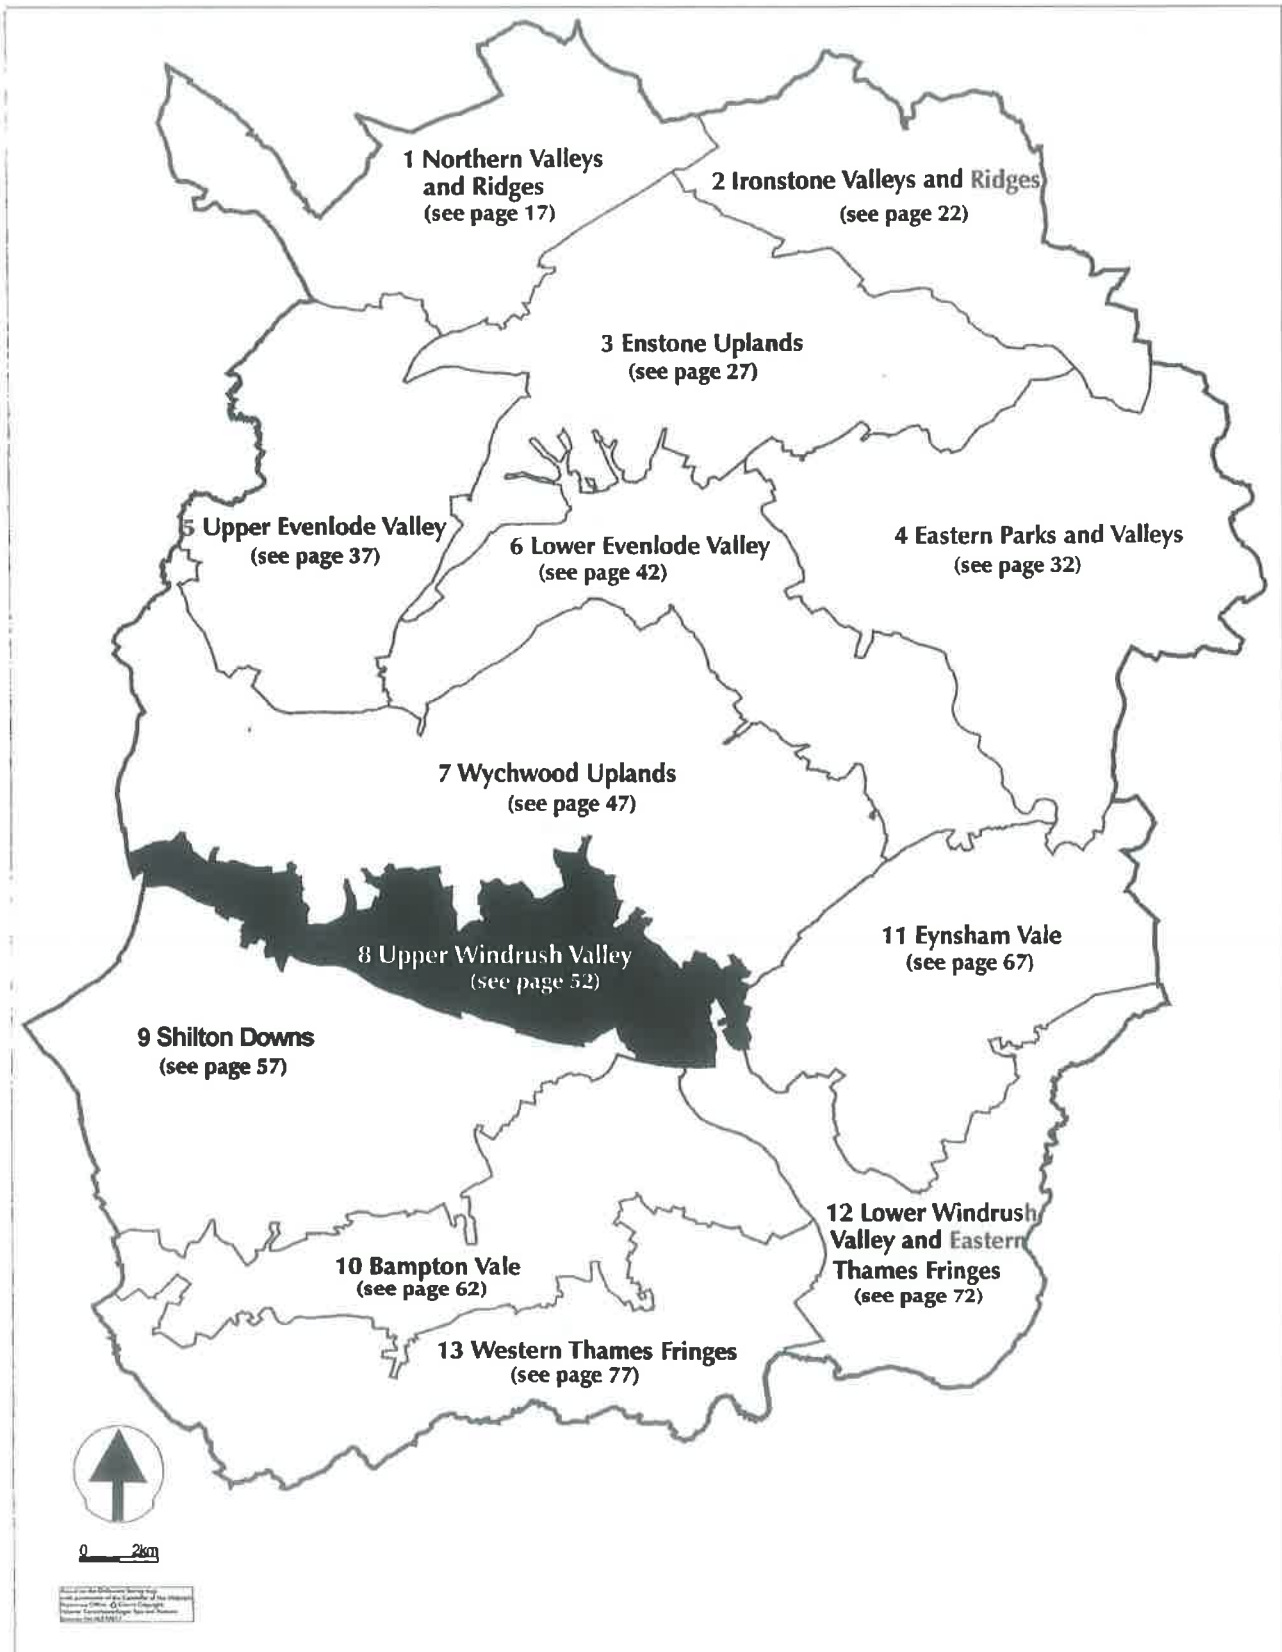 1 Northern Valleys
and Ridges
(see page 17)
2 Ironstone Valleys and Ridges
(see page 22)
3 Enstone Uplands
(see page 27)
4 Eastern Parks and Valleys
(see page 32)
5 Upper Evenlode Valley
(see page 37)
6 Lower Evenlode Valley
(see page 42)
7 Wychwood Uplands
(see page 47)
8 Upper Windrush Valley
(see page 52)
9 Shilton Downs
(see page 57)
10 Bampton Vale
(see page 62)
11 Eynsham Vale
(see page 67)
12 Lower Windrush
Valley and Eastern
Thames Fringes
(see page 72)
13 Western Thames Fringes
(see page 77)
0 2km